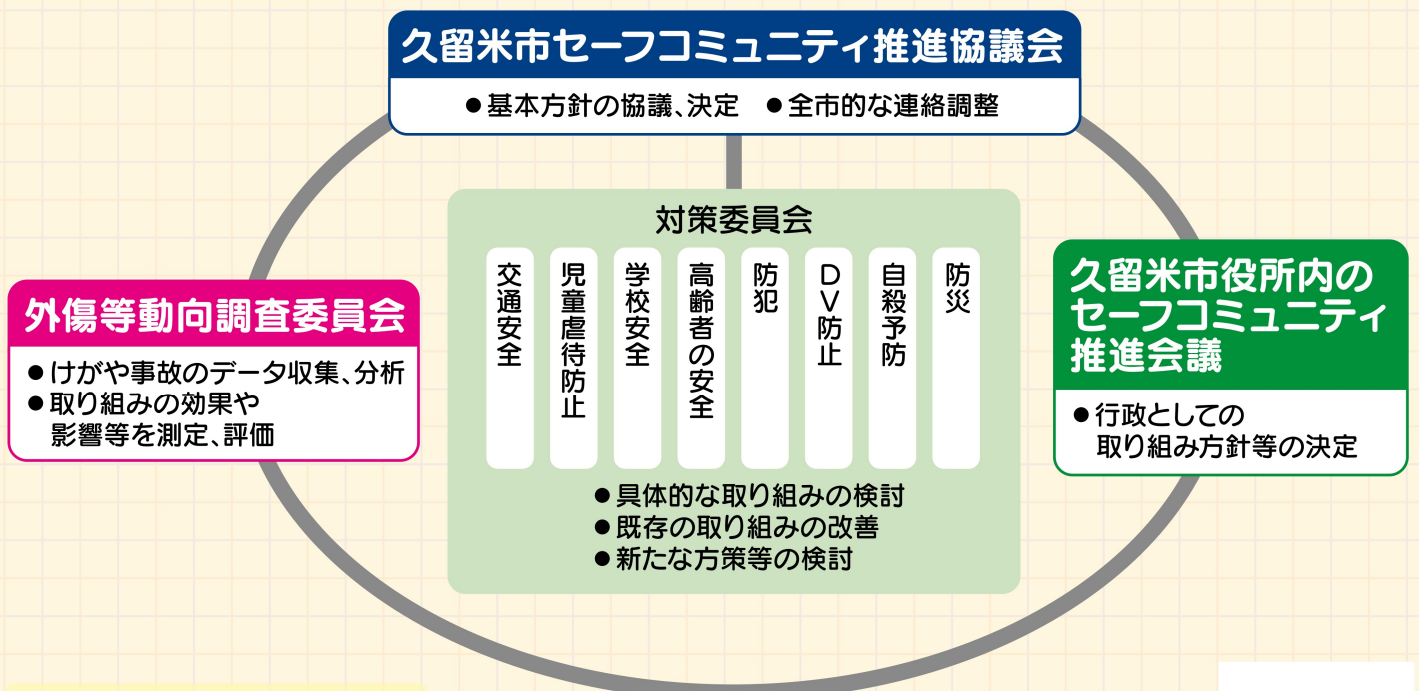 久留米市セーフコミュニティ推進協議会
●基本方針の協議、決定 ●全市的な連絡調整
対策委員会
交通安全
児童虐待防止
学校安全
高齢者の安全
防犯
DV防止
自殺予防
防災
●具体的な取り組みの検討
●既存の取り組みの改善
●新たな方策等の検討
外傷等動向調査委員会
●けがや事故のデータ収集、分析
●取り組みの効果や
影響等を測定、評価
久留米市役所内の
セーフコミュニティ
推進会議
●行政としての
取り組み方針等の決定